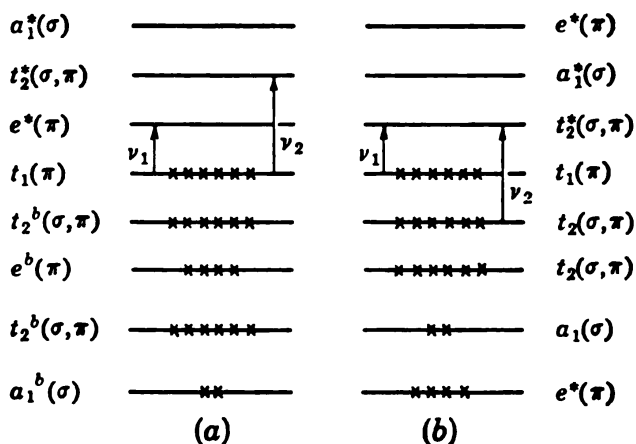 a₁*(σ) e*(π)
t₂*(σ,π) a₁*(σ)
e*(π) t₂*(σ,π)
ν₁ ν₂ ν₁
t₁(π) t₁(π)
ν₂
t₂ᵇ(σ,π) t₂(σ,π)
eᵇ(π) t₂(σ,π)
t₂ᵇ(σ,π) a₁(σ)
a₁ᵇ(σ) e*(π)
(a) (b)